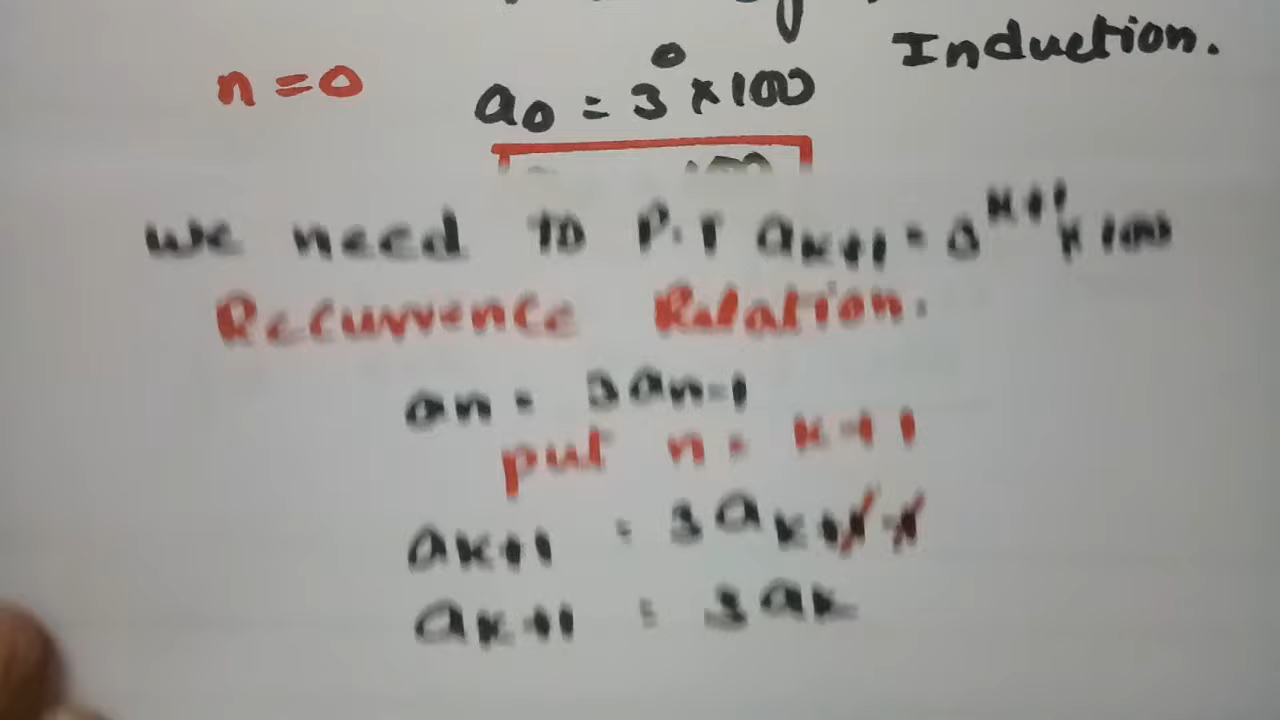 Induction.
n=0
a0 = 3^0 × 100
we need to P.T ak+1 = 3^k+1 × 100
Recurrence Relation.
an = 3an-1
put n = k+1
ak+1 = 3ak+1-1
ak+1 = 3ak